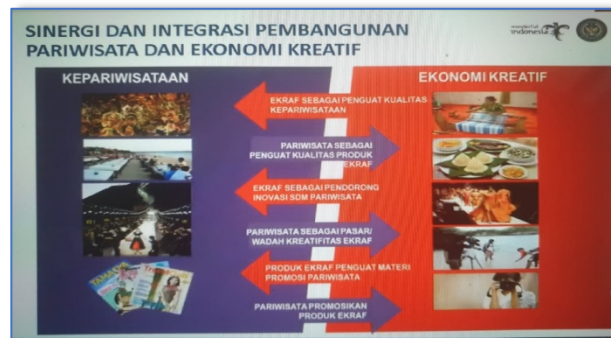 SINERGI DAN INTEGRASI PEMBANGUNAN
PARIWISATA DAN EKONOMI KREATIF
wonderful
indonesia
KEPARIWISATAAN
EKONOMI KREATIF
EKRAF SEBAGAI PENGUAT KUALITAS
KEPARIWISATAAN
PARIWISATA SEBAGAI
PENGUAT KUALITAS PRODUK
EKRAF
EKRAF SEBAGAI PENDORONG
INOVASI SDM PARIWISATA
PARIWISATA SEBAGAI PASAR/
WADAH KREATIFITAS EKRAF
PRODUK EKRAF PENGUAT MATERI
PROMOSI PARIWISATA
PARIWISATA PROMOSIKAN
PRODUK EKRAF